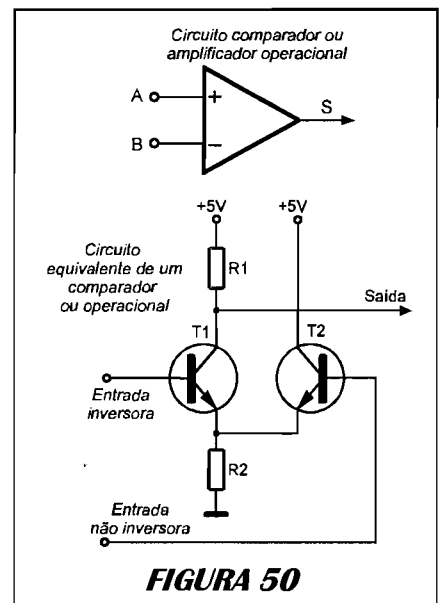 Circuito comparador ou
amplificador operacional
A
+
S
B
−
+5V
+5V
Circuito
equivalente de um
comparador
ou operacional
R1
Saída
T1
T2
Entrada
inversora
R2
Entrada
não inversora
FIGURA 50